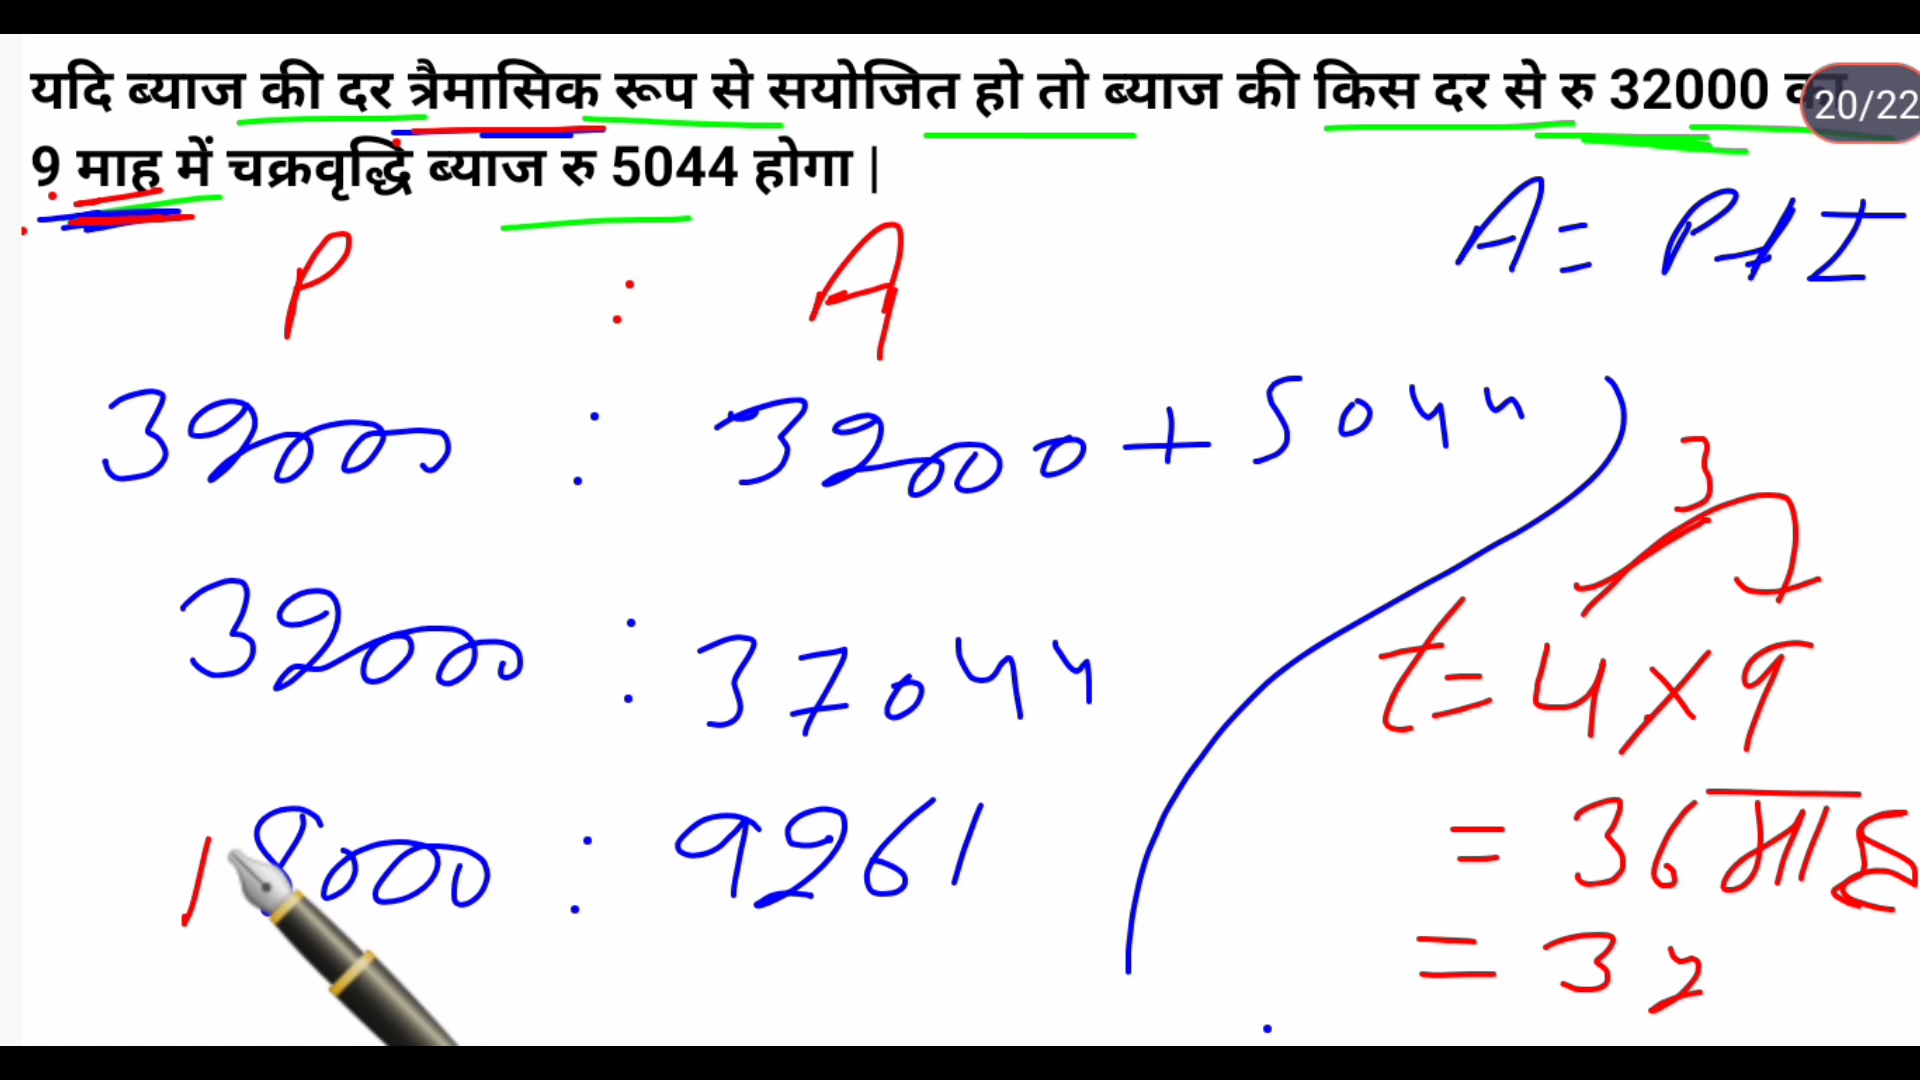 यदि ब्याज की दर त्रैमासिक रूप से सयोजित हो तो ब्याज की किस दर से रु 32000 का
20/22
9 माह में चक्रवृद्धि ब्याज रु 5044 होगा |
A = P + I
P : A
32000 : 32000 + 5044
3
32000 : 37044
t = 4 × 9
8000 : 9261
= 36 माह
= 3 y